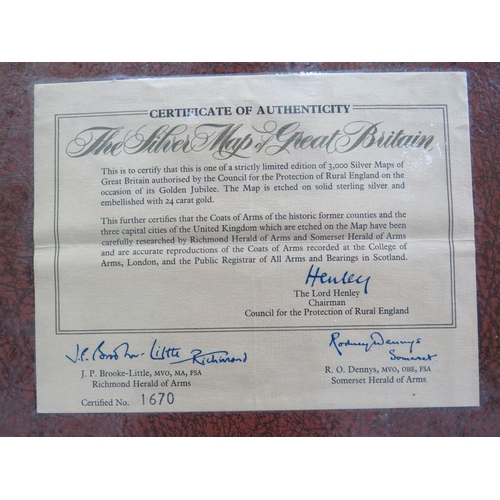 CERTIFICATE OF AUTHENTICITY
The Silver Map of Great Britain
This is to certify that this is one of a strictly limited edition of 3,000 Silver Maps of
Great Britain authorised by the Council for the Protection of Rural England on the
occasion of its Golden Jubilee. The Map is etched on solid sterling silver and
embellished with 24 carat gold.
This further certifies that the Coats of Arms of the historic former counties and the
three capital cities of the United Kingdom which are etched on the Map have been
carefully researched by Richmond Herald of Arms and Somerset Herald of Arms
and are accurate reproductions of the Coats of Arms recorded at the College of
Arms, London, and the Public Registrar of All Arms and Bearings in Scotland.
Henley
The Lord Henley
Chairman
Council for the Protection of Rural England
J.P. Brooke-Little Richmond
J. P. Brooke-Little, MVO, MA, FSA
Richmond Herald of Arms
Certified No. 1670
Rodney Dennys
Somerset
R. O. Dennys, MVO, OBE, FSA
Somerset Herald of Arms